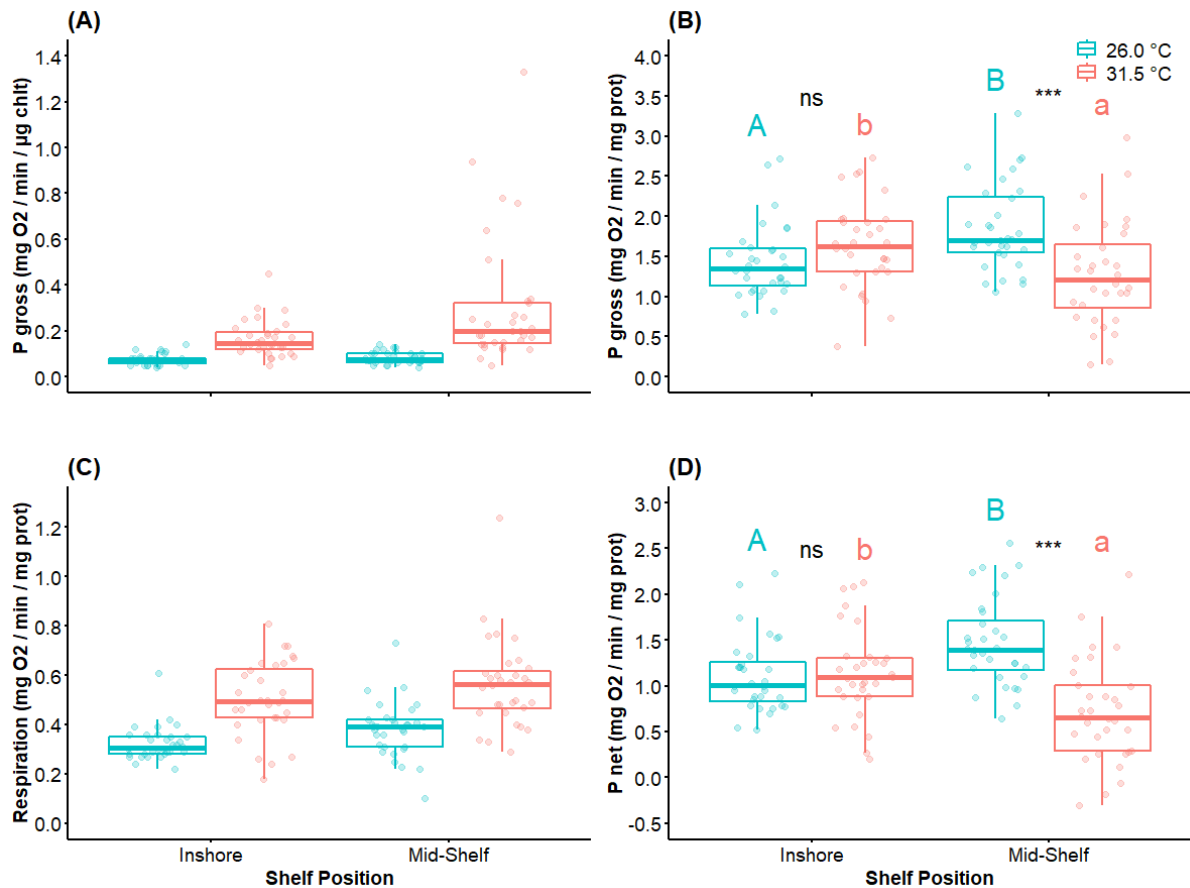 (A)
P gross (mg O2 / min / µg chlt)
1.4
1.2
1.0
0.8
0.6
0.4
0.2
0.0
(B)
P gross (mg O2 / min / mg prot)
4.0
3.5
3.0
2.5
2.0
1.5
1.0
0.5
0.0
26.0 °C
31.5 °C
A
ns
b
B
***
a
(C)
Respiration (mg O2 / min / mg prot)
1.2
1.0
0.8
0.6
0.4
0.2
0.0
Inshore
Mid-Shelf
Shelf Position
(D)
P net (mg O2 / min / mg prot)
3.0
2.5
2.0
1.5
1.0
0.5
0.0
-0.5
A
ns
b
B
***
a
Inshore
Mid-Shelf
Shelf Position